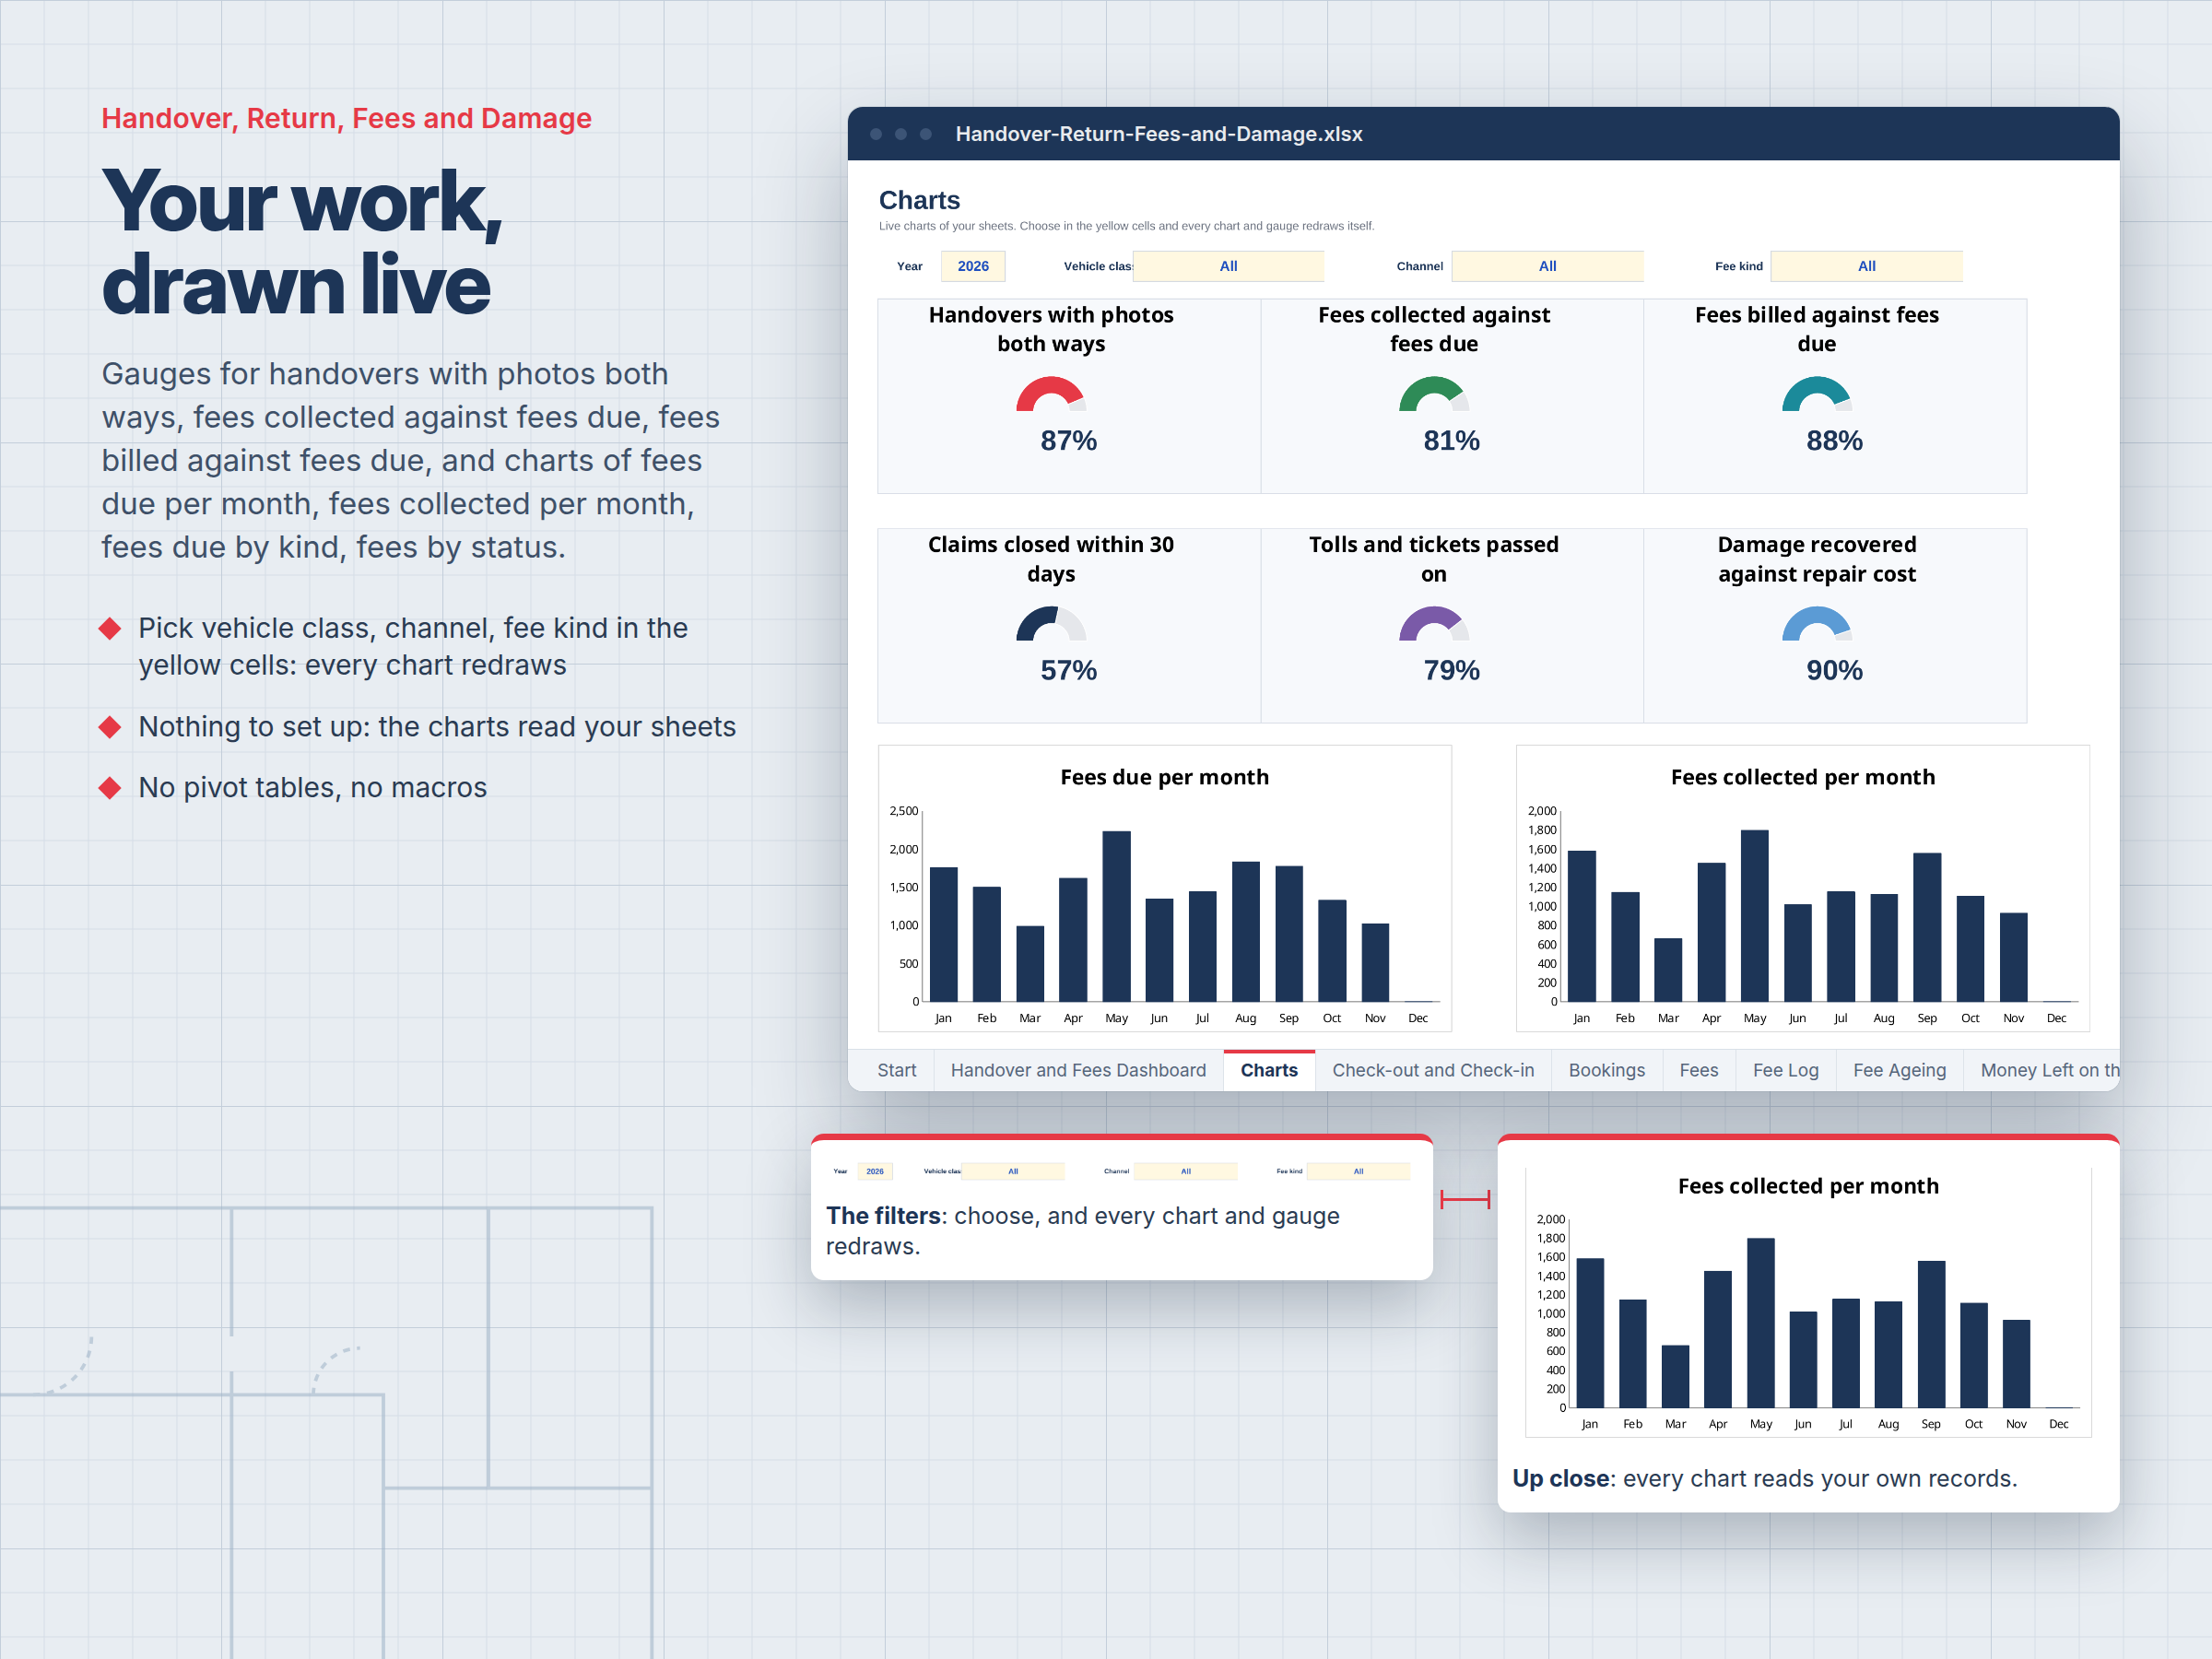 Handover, Return, Fees and Damage
Your work,
drawn live
Gauges for handovers with photos both
ways, fees collected against fees due, fees
billed against fees due, and charts of fees
due per month, fees collected per month,
fees due by kind, fees by status.
Pick vehicle class, channel, fee kind in the
yellow cells: every chart redraws
Nothing to set up: the charts read your sheets
No pivot tables, no macros
Handover-Return-Fees-and-Damage.xlsx
Charts
Live charts of your sheets. Choose in the yellow cells and every chart and gauge redraws itself.
Year 2026 Vehicle clas All Channel All Fee kind All
Handovers with photos
both ways
87%
Fees collected against
fees due
81%
Fees billed against fees
due
88%
Claims closed within 30
days
57%
Tolls and tickets passed
on
79%
Damage recovered
against repair cost
90%
Fees due per month
2,500
2,000
1,500
1,000
500
0
Jan Feb Mar Apr May Jun Jul Aug Sep Oct Nov Dec
Fees collected per month
2,000
1,800
1,600
1,400
1,200
1,000
800
600
400
200
0
Jan Feb Mar Apr May Jun Jul Aug Sep Oct Nov Dec
Start Handover and Fees Dashboard Charts Check-out and Check-in Bookings Fees Fee Log Fee Ageing Money Left on th
Year 2026 Vehicle clas All Channel All Fee kind All
The filters: choose, and every chart and gauge
redraws.
Fees collected per month
2,000
1,800
1,600
1,400
1,200
1,000
800
600
400
200
0
Jan Feb Mar Apr May Jun Jul Aug Sep Oct Nov Dec
Up close: every chart reads your own records.